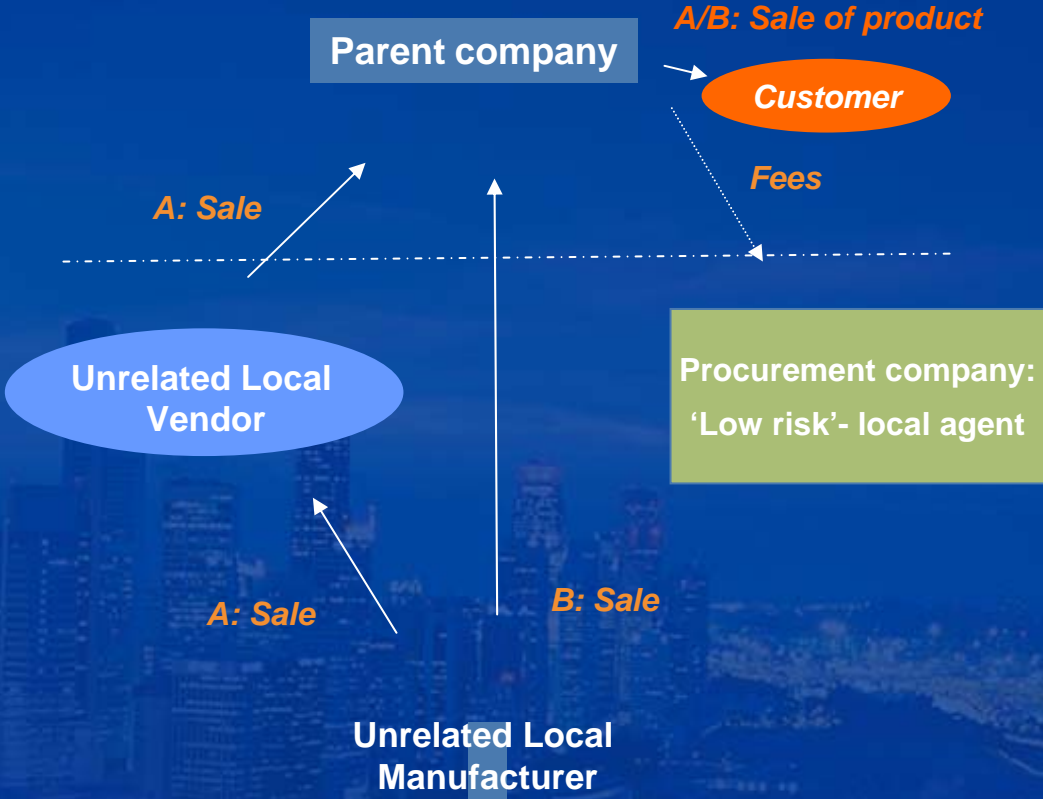 A/B: Sale of product
Parent company
Customer
Fees
A: Sale
Unrelated Local
Vendor
Procurement company:
‘Low risk’- local agent
A: Sale
B: Sale
Unrelated Local
Manufacturer